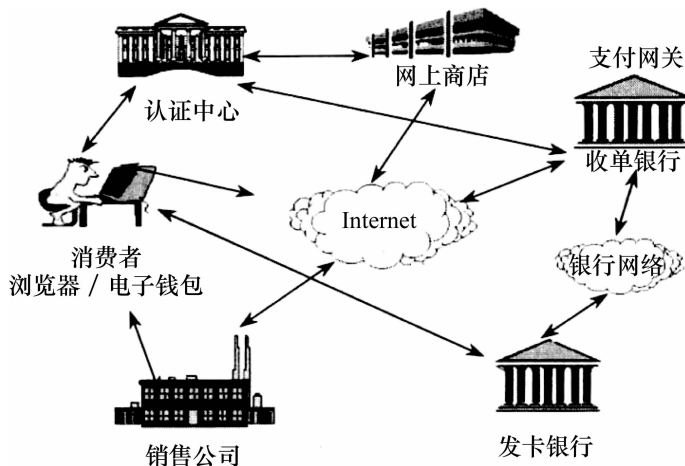 网上商店
支付网关
认证中心
收单银行
Internet
消费者
浏览器 / 电子钱包
银行网络
销售公司
发卡银行